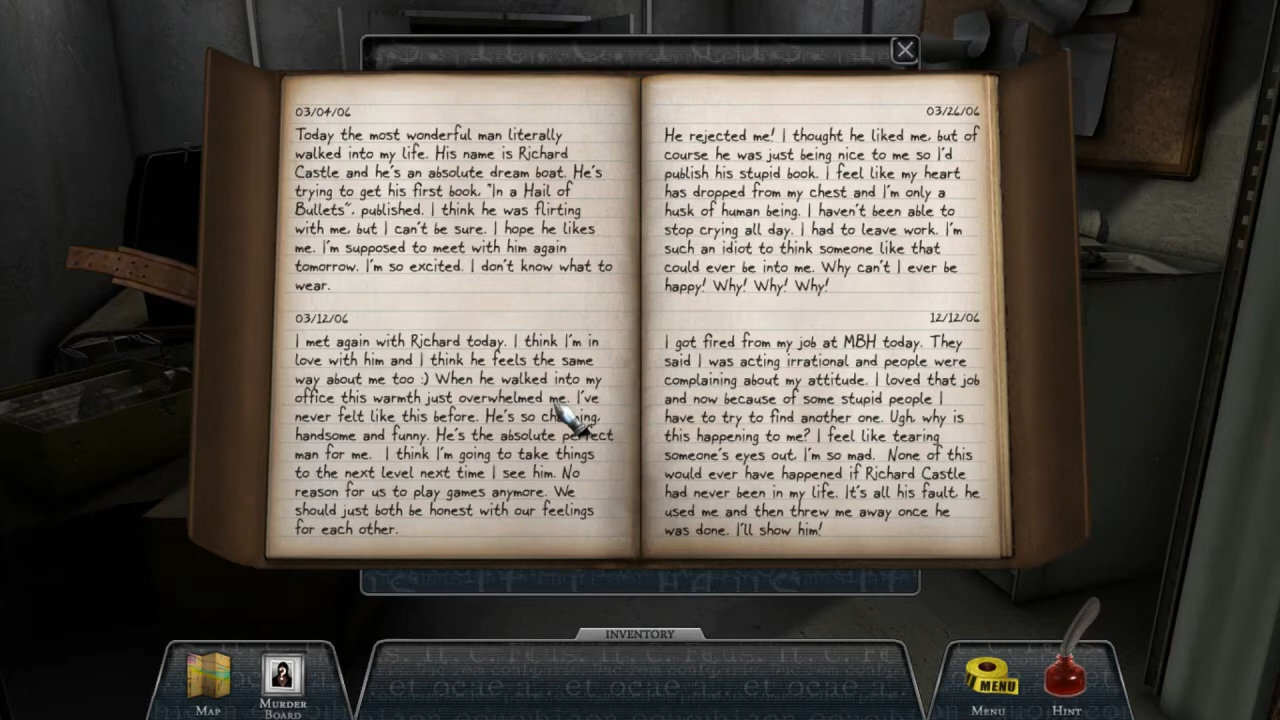 03/04/06
Today the most wonderful man literally
walked into my life. His name is Richard
Castle and he's an absolute dream boat. He's
trying to get his first book, "In a Hail of
Bullets", published. I think he was flirting
with me, but I can't be sure. I hope he likes
me. I'm supposed to meet with him again
tomorrow. I'm so excited. I don't know what to
wear.
03/12/06
I met again with Richard today. I think I'm in
love with him and I think he feels the same
way about me too :) When he walked into my
office this warmth just overwhelmed me. I've
never felt like this before. He's so
handsome and funny. He's the absolute perfect
man for me. I think I'm going to take things
to the next level next time I see him. No
reason for us to play games anymore. We
should just both be honest with our feelings
for each other.
03/26/06
He rejected me! I thought he liked me, but of
course he was just being nice to me so I'd
publish his stupid book. I feel like my heart
has dropped from my chest and I'm only a
husk of human being. I haven't been able to
stop crying all day. I had to leave work. I'm
such an idiot to think someone like that
could ever be into me. Why can't I ever be
happy! Why! Why! Why!
12/12/06
I got fired from my job at MBH today. They
said I was acting irrational and people were
complaining about my attitude. I loved that job
and now because of some stupid people I
have to try to find another one. Ugh, why is
this happening to me? I feel like tearing
someone's eyes out, I'm so mad. None of this
would ever have happened if Richard Castle
had never been in my life. It's all his fault, he
used me and then threw me away once he
was done. I'll show him!
INVENTORY
MAP
MURDER
BOARD
MENU
MENU
HINT